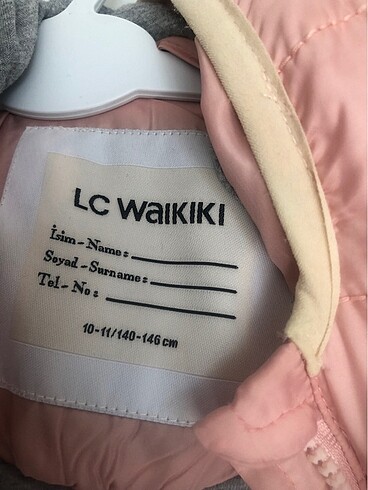 LC WaIKIKI
İsim-Name:
Soyad-Surname:
Tel-No:
10-11/140-146 cm